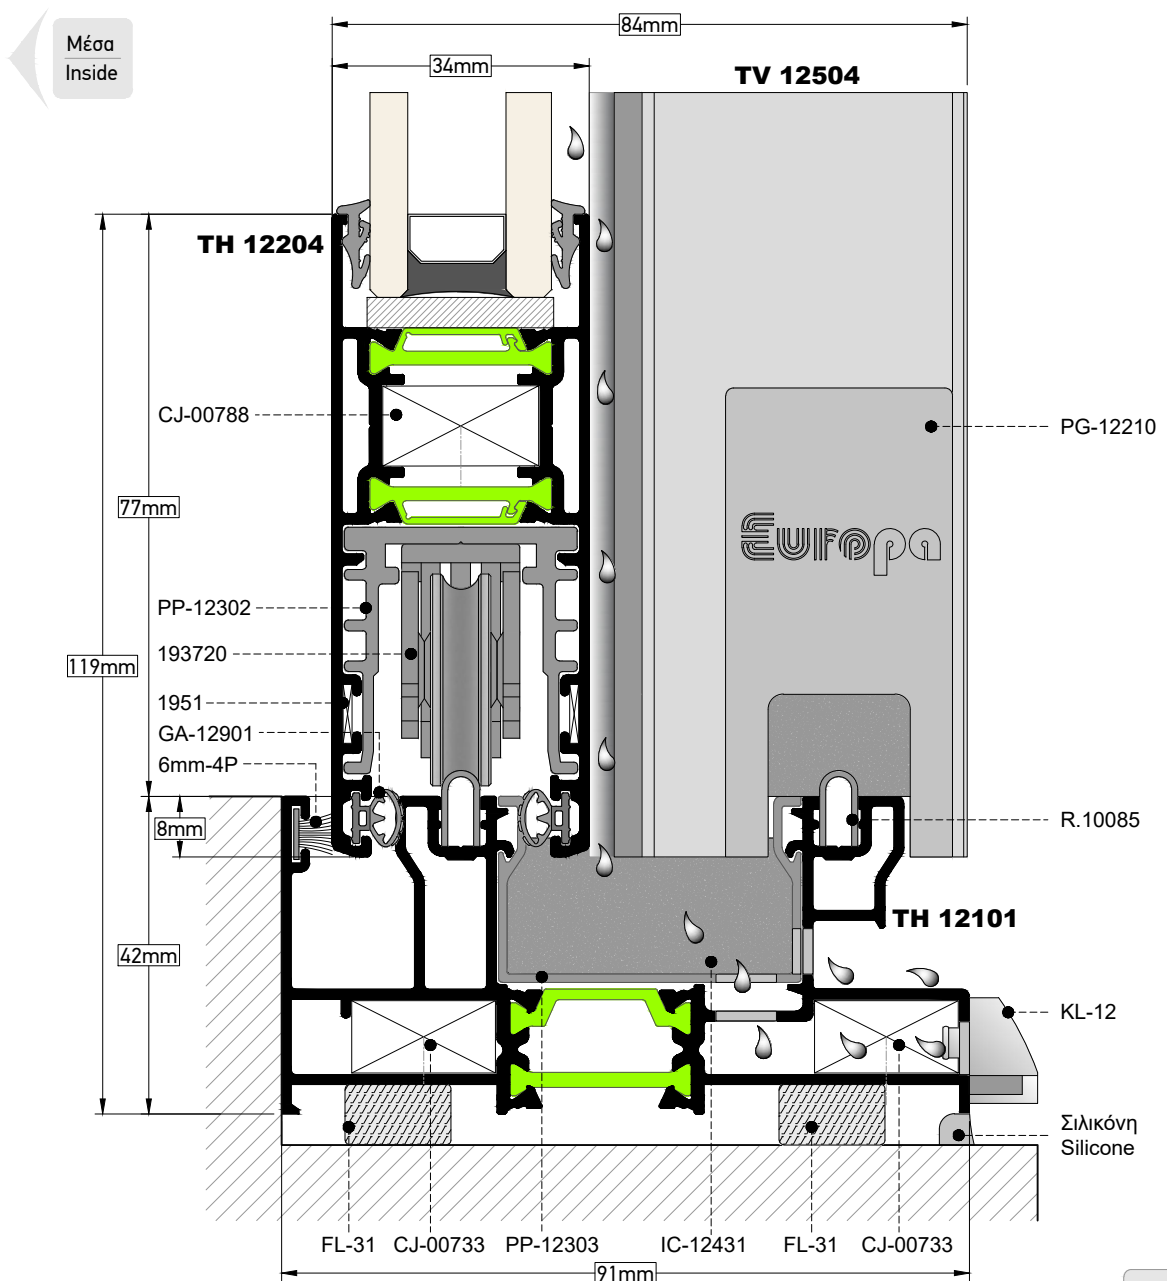 84mm
Μέσα
Inside
34mm
TV 12504
TH 12204
CJ-00788
PG-12210
77mm
Europa
PP-12302
193720
119mm
1951
GA-12901
6mm-4P
8mm
R.10085
TH 12101
42mm
KL-12
Σιλικόνη
Silicone
FL-31
CJ-00733
PP-12303
IC-12431
FL-31
CJ-00733
91mm